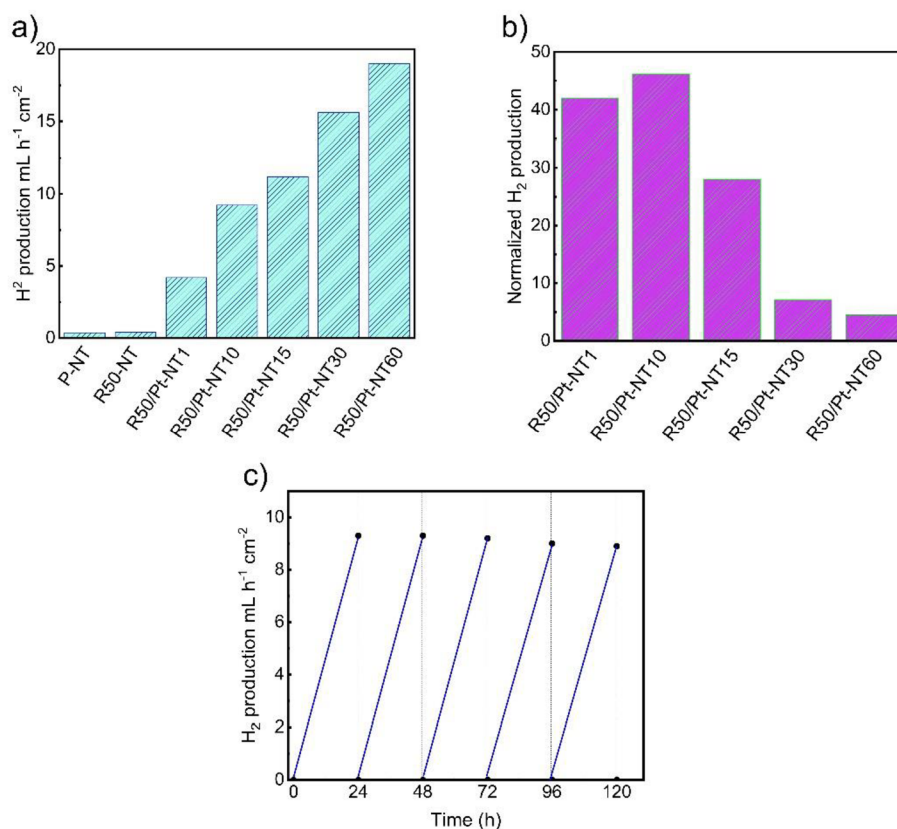 a)
H² production mL h⁻¹ cm⁻²
20
15
10
5
0
P-NT
R50-NT
R50/Pt-NT1
R50/Pt-NT10
R50/Pt-NT15
R50/Pt-NT30
R50/Pt-NT60
b)
Normalized H₂ production
50
40
30
20
10
0
R50/Pt-NT1
R50/Pt-NT10
R50/Pt-NT15
R50/Pt-NT30
R50/Pt-NT60
c)
H₂ production mL h⁻¹ cm⁻²
10
8
6
4
2
0
0 24 48 72 96 120
Time (h)